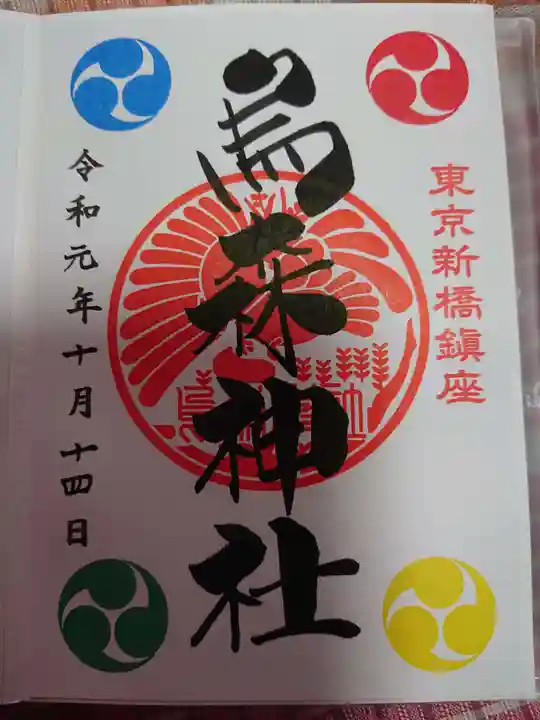 東京新橋鎮座
烏森神社
令和元年十月十四日